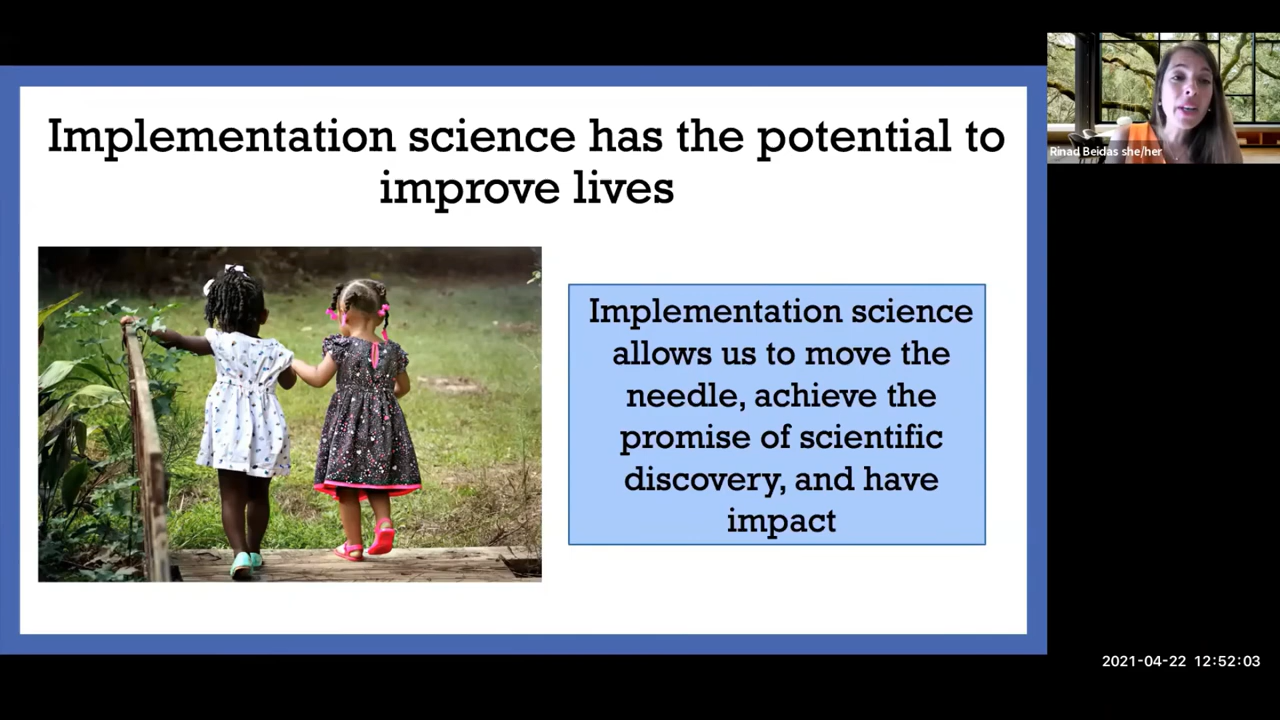 Implementation science has the potential to
improve lives
Implementation science
allows us to move the
needle, achieve the
promise of scientific
discovery, and have
impact
Rinad Beidas she/her
2021-04-22 12:52:03